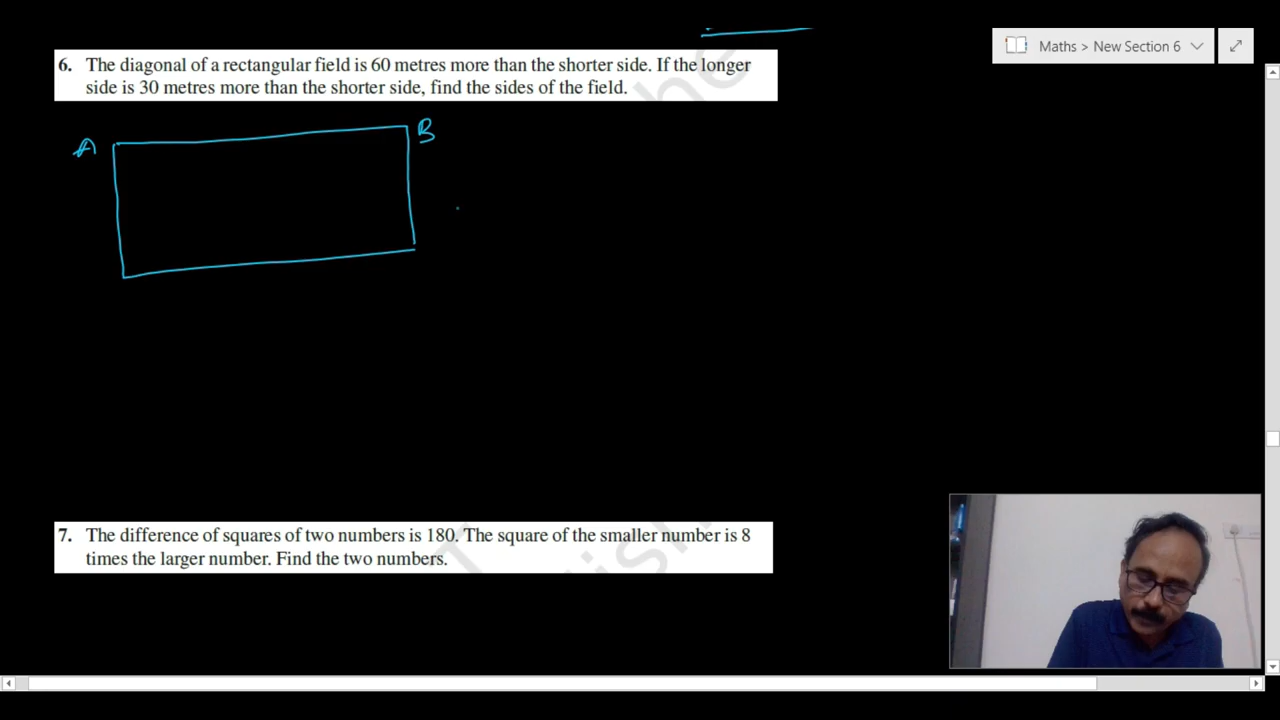 Maths > New Section 6
6. The diagonal of a rectangular field is 60 metres more than the shorter side. If the longer
side is 30 metres more than the shorter side, find the sides of the field.
A
B
7. The difference of squares of two numbers is 180. The square of the smaller number is 8
times the larger number. Find the two numbers.